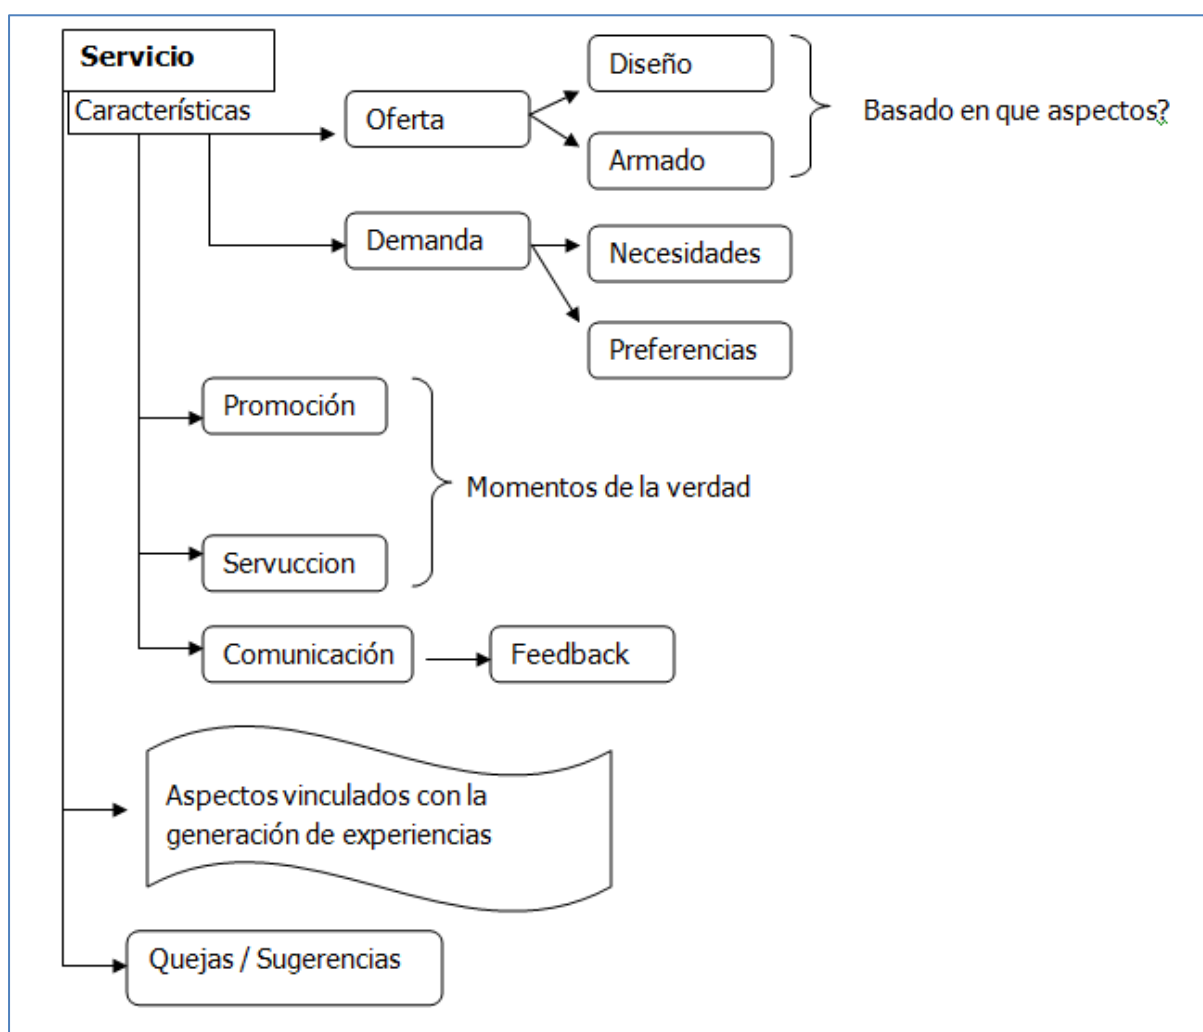 Servicio
Característícas
Oferta
Diseño
Armado
Basado en que aspectos?
Demanda
Necesidades
Preferencias
Promoción
Servuccion
Momentos de la verdad
Comunicación
Feedback
Aspectos vinculados con la
generación de experiencias
Quejas / Sugerencias